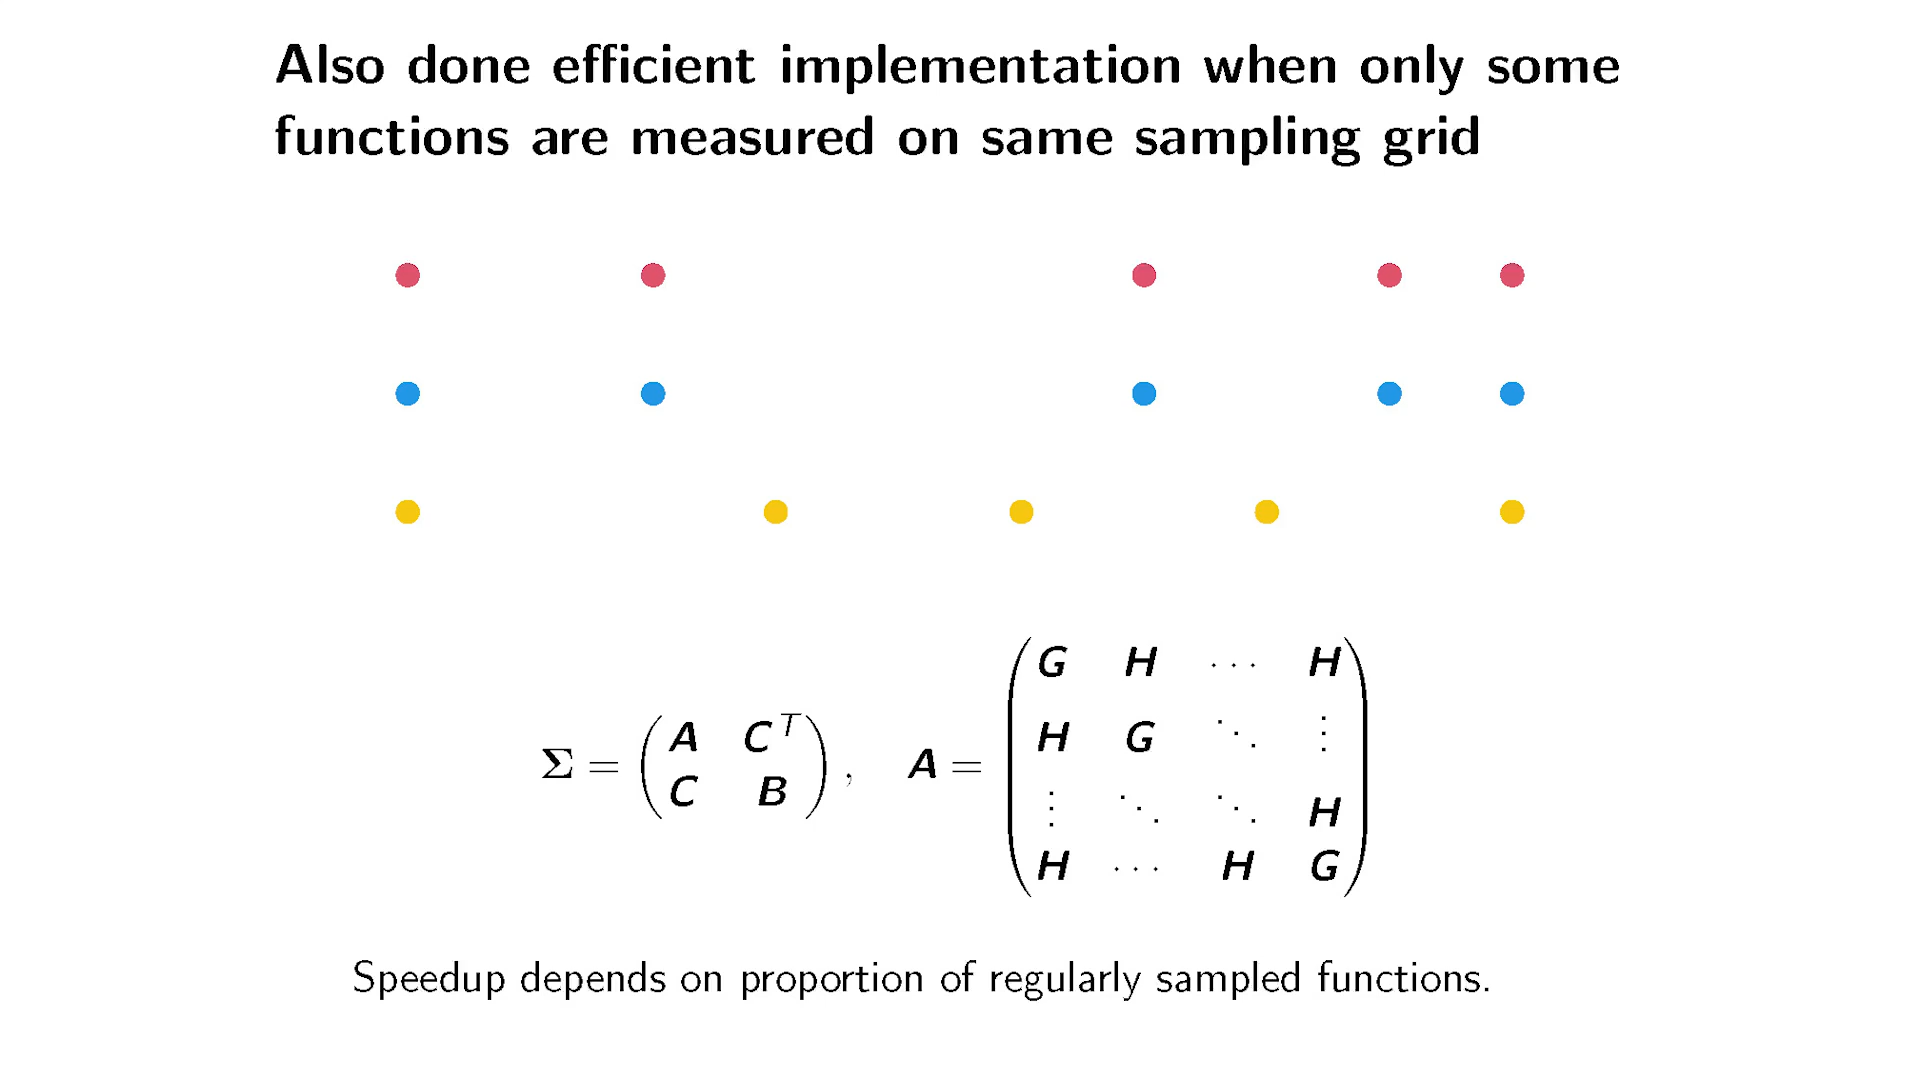 Also done efficient implementation when only some
functions are measured on same sampling grid
Σ = ( A C^T ; C B ), A = ( G H ⋯ H ; H G ⋱ ⋮ ; ⋮ ⋱ ⋱ H ; H ⋯ H G )
Speedup depends on proportion of regularly sampled functions.